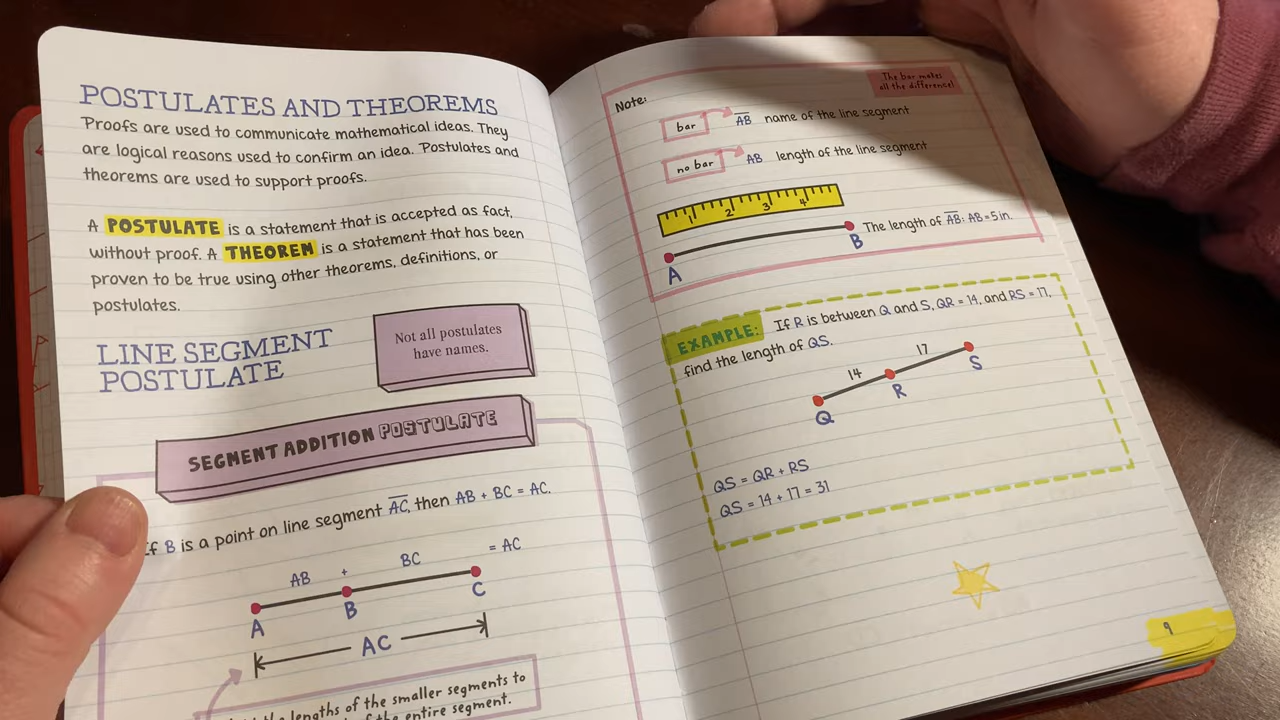 POSTULATES AND THEOREMS
Proofs are used to communicate mathematical ideas. They
are logical reasons used to confirm an idea. Postulates and
theorems are used to support proofs.
A POSTULATE is a statement that is accepted as fact,
without proof. A THEOREM is a statement that has been
proven to be true using other theorems, definitions, or
postulates.
LINE SEGMENT
POSTULATE
Not all postulates
have names.
SEGMENT ADDITION POSTULATE
If B is a point on line segment A̅C̅, then AB + BC = AC.
AB + BC = AC
A B C
AC
the lengths of the smaller segments to
of the entire segment.
The bar makes
all the difference!
Note:
bar A̅B̅ name of the line segment
no bar AB length of the line segment
1 2 3 4
A B The length of A̅B̅: AB = 5 in.
EXAMPLE: If R is between Q and S, QR = 14, and RS = 17,
find the length of QS.
14 17
Q R S
QS = QR + RS
QS = 14 + 17 = 31
9